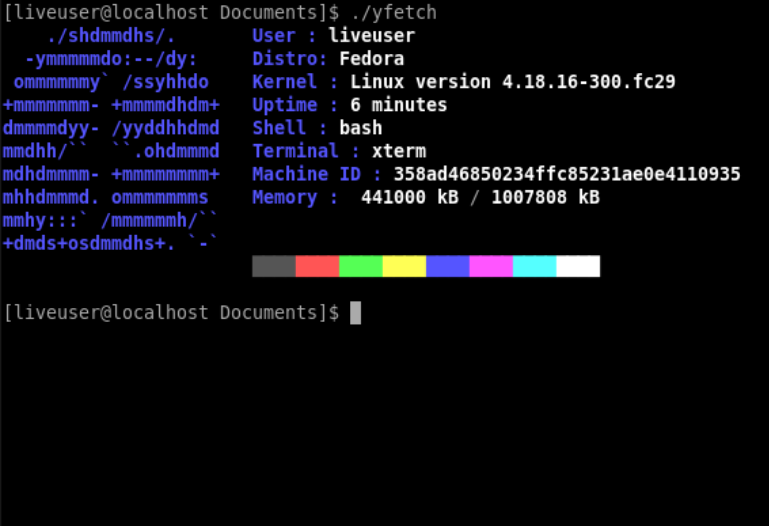 [liveuser@localhost Documents]$ ./yfetch
    ./shdmmdhs/.       User : liveuser
  -ymmmmmdo:--/dy:     Distro: Fedora
 ommmmmmy` /ssyhhdo    Kernel : Linux version 4.18.16-300.fc29
+mmmmmmm- +mmmmdhdm+   Uptime : 6 minutes
dmmmmdyy- /yyddhhdmd   Shell : bash
mmdhh/``  ``.ohdmmmd   Terminal : xterm
mdhdmmmm- +mmmmmmmm+   Machine ID : 358ad46850234ffc85231ae0e4110935
mhhdmmmd. ommmmmmms    Memory :  441000 kB / 1007808 kB
mmhy:::` /mmmmmmh/``
+dmds+osdmmdhs+. `-`
[liveuser@localhost Documents]$